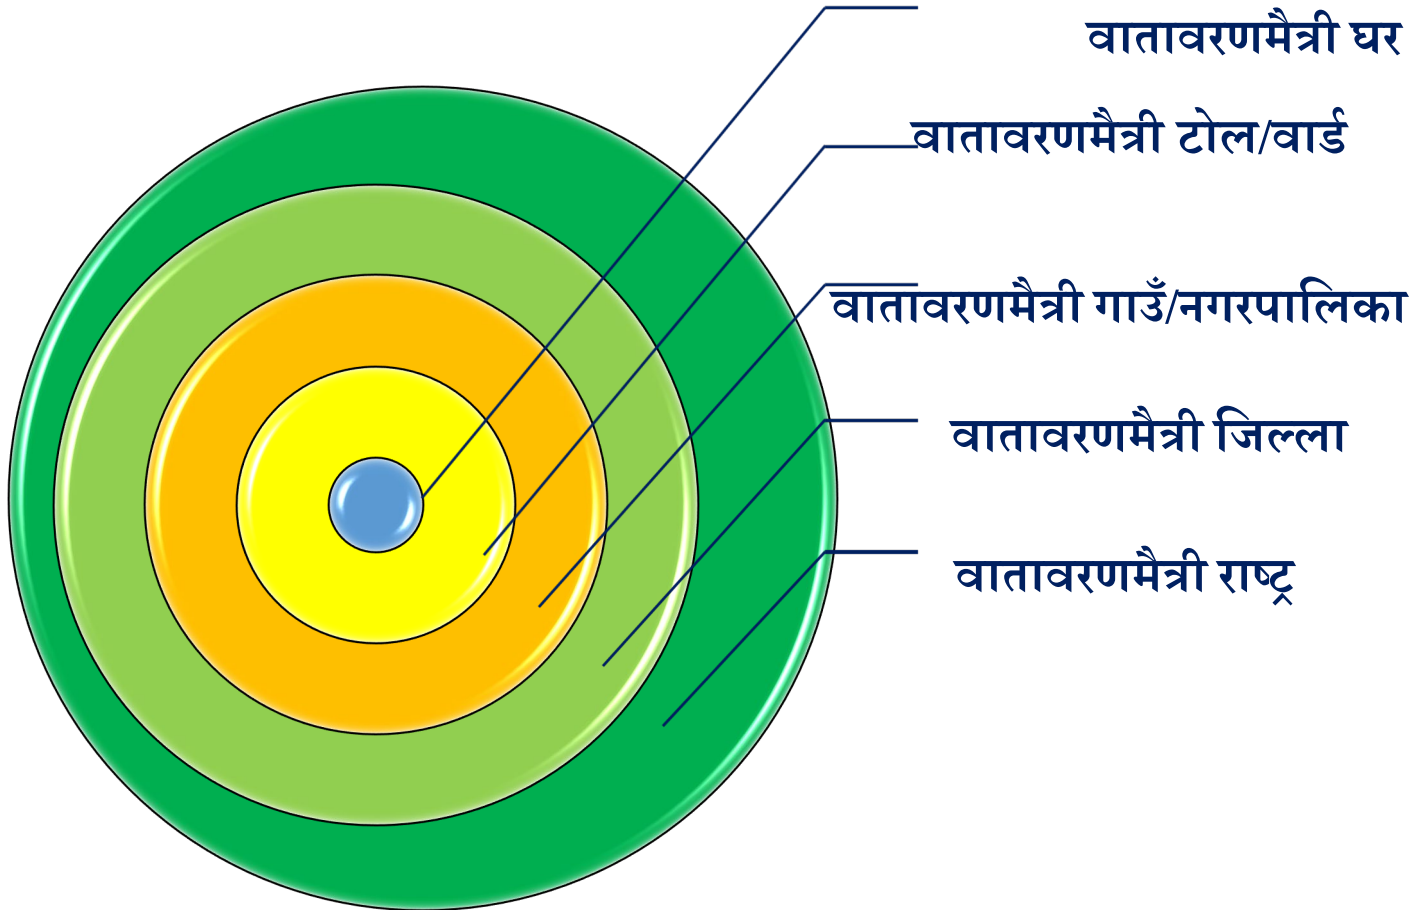 वातावरणमैत्री घर
वातावरणमैत्री टोल/वार्ड
वातावरणमैत्री गाउँ/नगरपालिका
वातावरणमैत्री जिल्ला
वातावरणमैत्री राष्ट्र